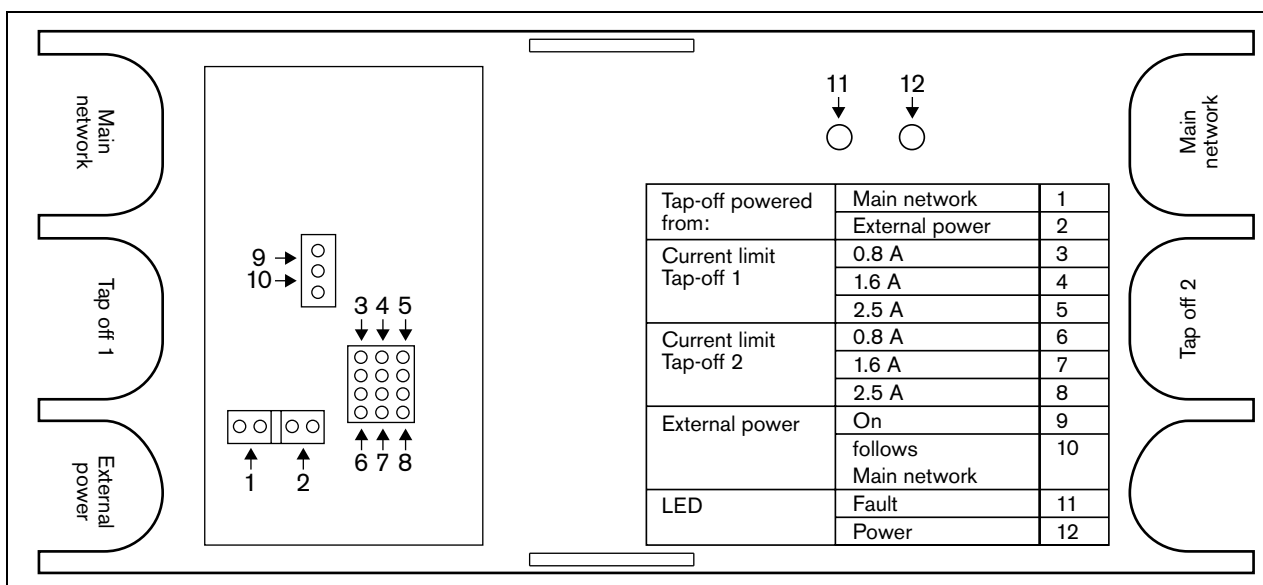 Main
network
Tap off 1
External
power
9
10
3 4 5
6 7 8
1 2
11 12
Tap-off powered
from:
Main network 1
External power 2
Current limit
Tap-off 1
0.8 A 3
1.6 A 4
2.5 A 5
Current limit
Tap-off 2
0.8 A 6
1.6 A 7
2.5 A 8
External power
On 9
follows 10
Main network
LED
Fault 11
Power 12
Main
network
Tap off 2